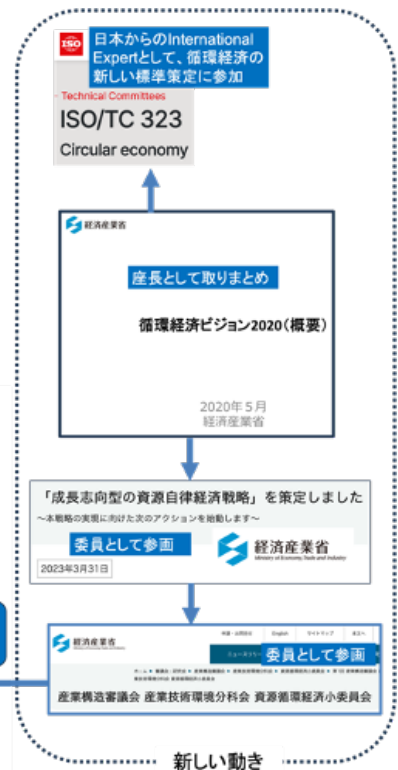 ISO
日本からのInternational
Expertとして、循環経済の
新しい標準策定に参加
Technical Committees
ISO/TC 323
Circular economy
経済産業省
座長として取りまとめ
循環経済ビジョン2020(概要)
2020年5月
経済産業省
「成長志向型の資源自律経済戦略」を策定しました
~本戦略の実現に向けた次のアクションを始動します~
委員として参画
経済産業省
Ministry of Economy, Trade and Industry
2023年3月31日
経済産業省
English
サイトマップ
委員として参画
産業構造審議会 産業技術環境分科会 資源循環経済小委員会
新しい動き